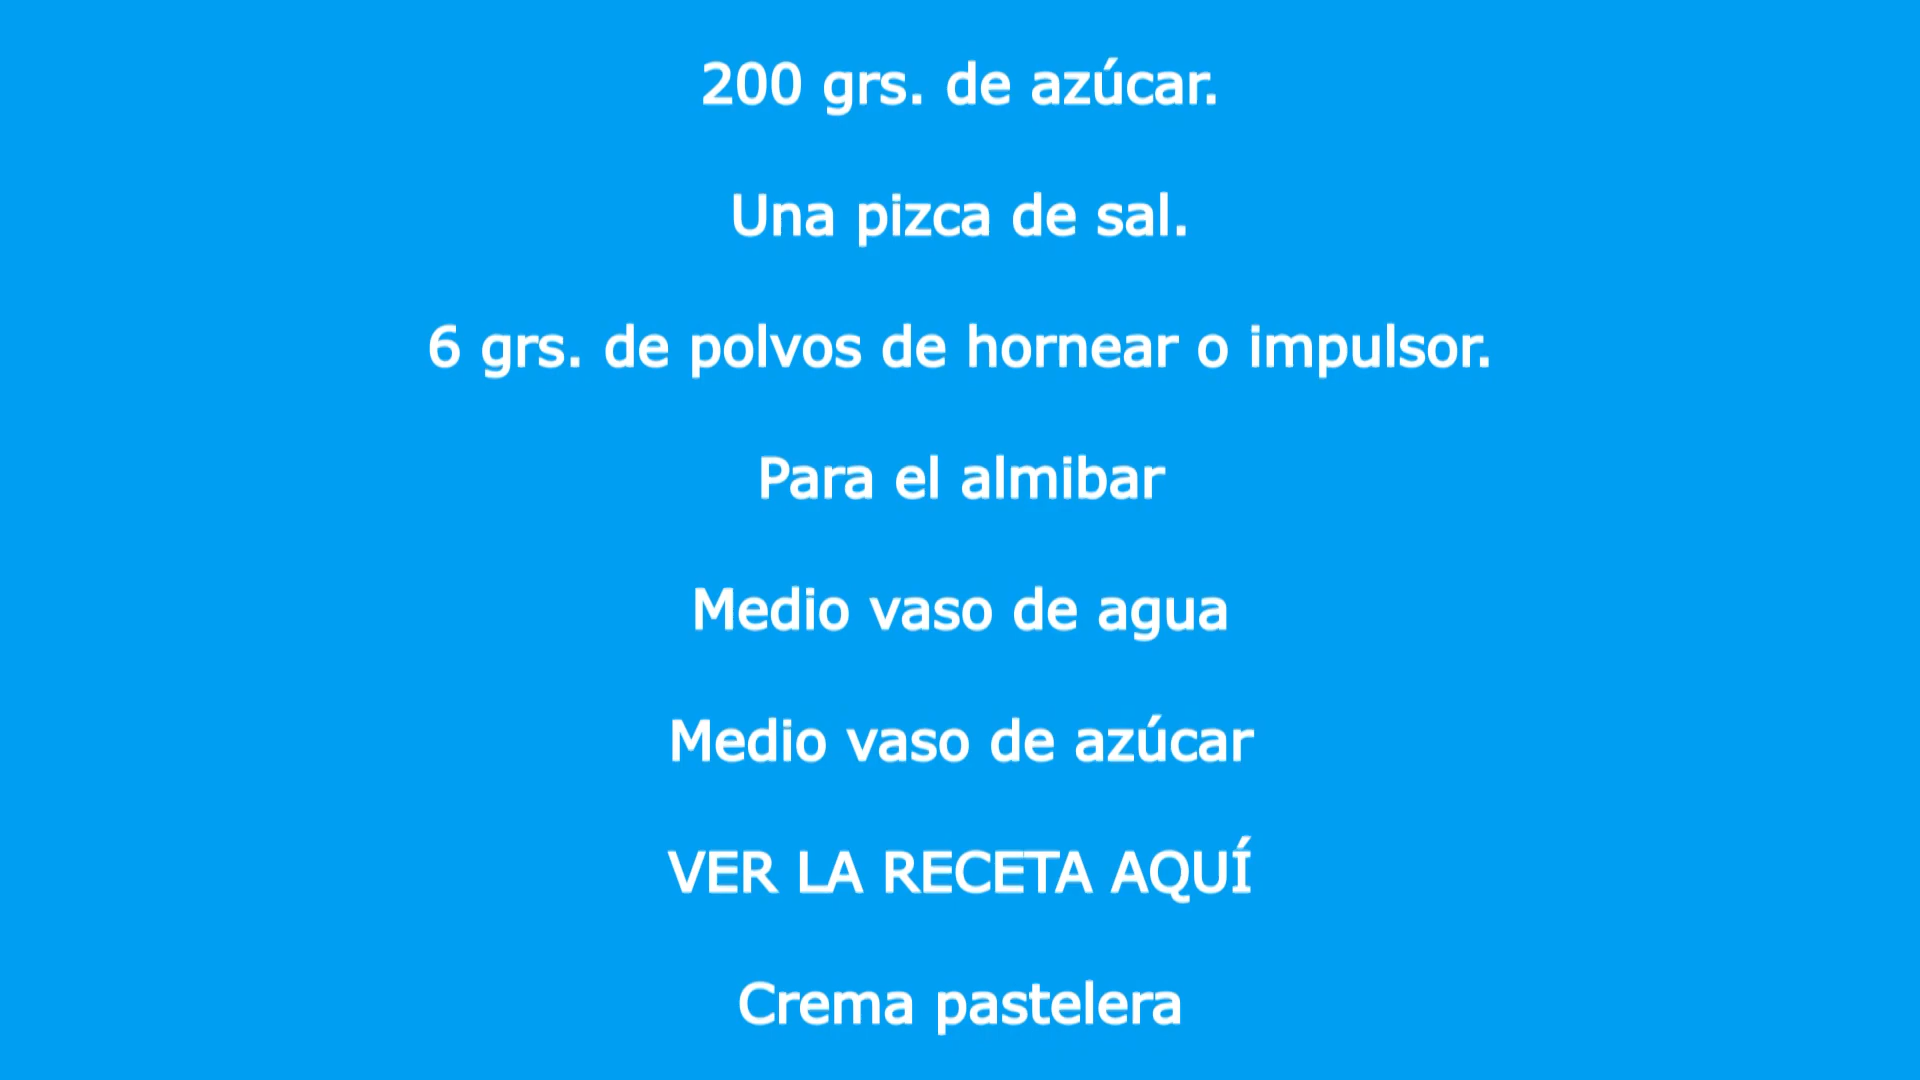 200 grs. de azúcar.
Una pizca de sal.
6 grs. de polvos de hornear o impulsor.
Para el almibar
Medio vaso de agua
Medio vaso de azúcar
VER LA RECETA AQUÍ
Crema pastelera